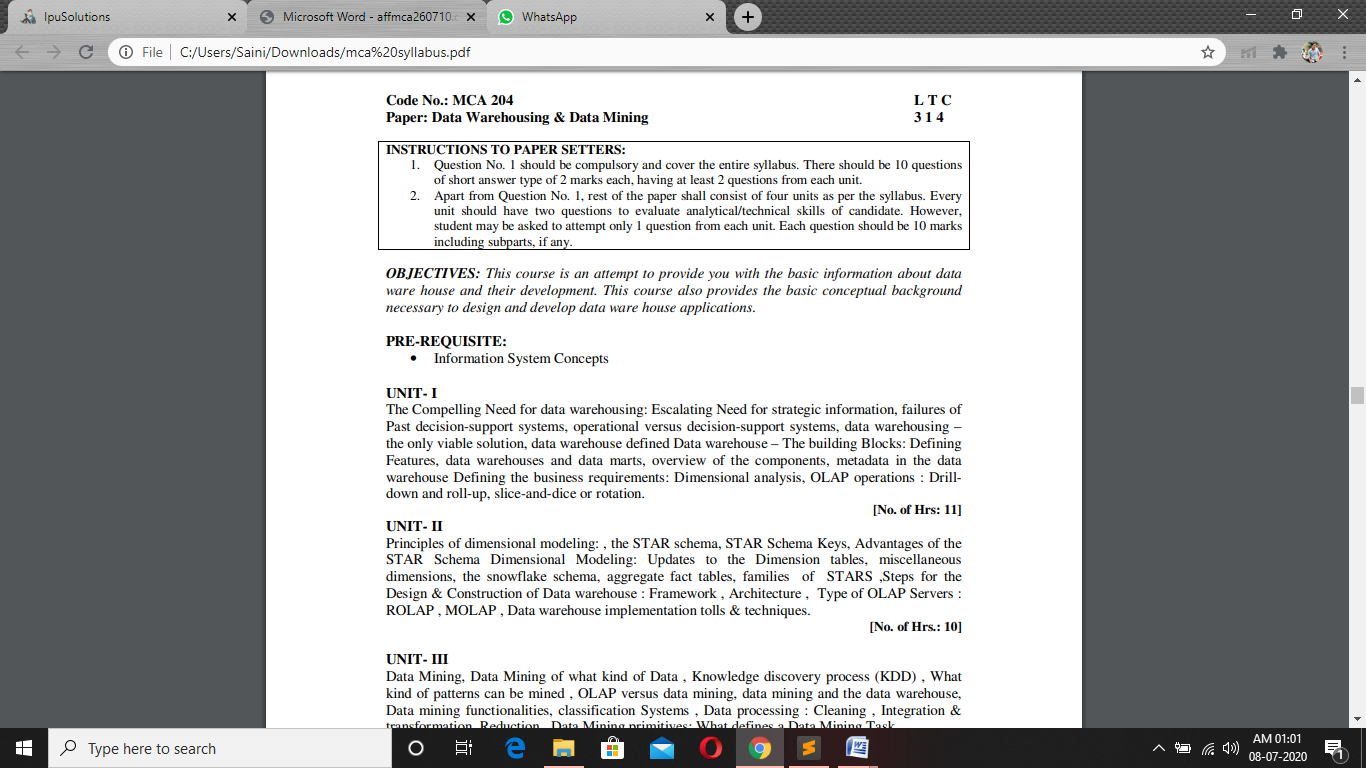 IpuSolutions
Microsoft Word - affmca260710.
WhatsApp
File
C:/Users/Saini/Downloads/mca%20syllabus.pdf
Code No.: MCA 204 L T C
Paper: Data Warehousing & Data Mining 3 1 4
INSTRUCTIONS TO PAPER SETTERS:
1. Question No. 1 should be compulsory and cover the entire syllabus. There should be 10 questions
of short answer type of 2 marks each, having at least 2 questions from each unit.
2. Apart from Question No. 1, rest of the paper shall consist of four units as per the syllabus. Every
unit should have two questions to evaluate analytical/technical skills of candidate. However,
student may be asked to attempt only 1 question from each unit. Each question should be 10 marks
including subparts, if any.
OBJECTIVES: This course is an attempt to provide you with the basic information about data
ware house and their development. This course also provides the basic conceptual background
necessary to design and develop data ware house applications.
PRE-REQUISITE:
• Information System Concepts
UNIT- I
The Compelling Need for data warehousing: Escalating Need for strategic information, failures of
Past decision-support systems, operational versus decision-support systems, data warehousing –
the only viable solution, data warehouse defined Data warehouse – The building Blocks: Defining
Features, data warehouses and data marts, overview of the components, metadata in the data
warehouse Defining the business requirements: Dimensional analysis, OLAP operations : Drill-
down and roll-up, slice-and-dice or rotation.
[No. of Hrs: 11]
UNIT- II
Principles of dimensional modeling: , the STAR schema, STAR Schema Keys, Advantages of the
STAR Schema Dimensional Modeling: Updates to the Dimension tables, miscellaneous
dimensions, the snowflake schema, aggregate fact tables, families of STARS ,Steps for the
Design & Construction of Data warehouse : Framework , Architecture , Type of OLAP Servers :
ROLAP , MOLAP , Data warehouse implementation tolls & techniques.
[No. of Hrs.: 10]
UNIT- III
Data Mining, Data Mining of what kind of Data , Knowledge discovery process (KDD) , What
kind of patterns can be mined , OLAP versus data mining, data mining and the data warehouse,
Data mining functionalities, classification Systems , Data processing : Cleaning , Integration &
transformation, Reduction , Data Mining primitives: What defines a Data Mining Task
Type here to search
AM 01:01
08-07-2020
1